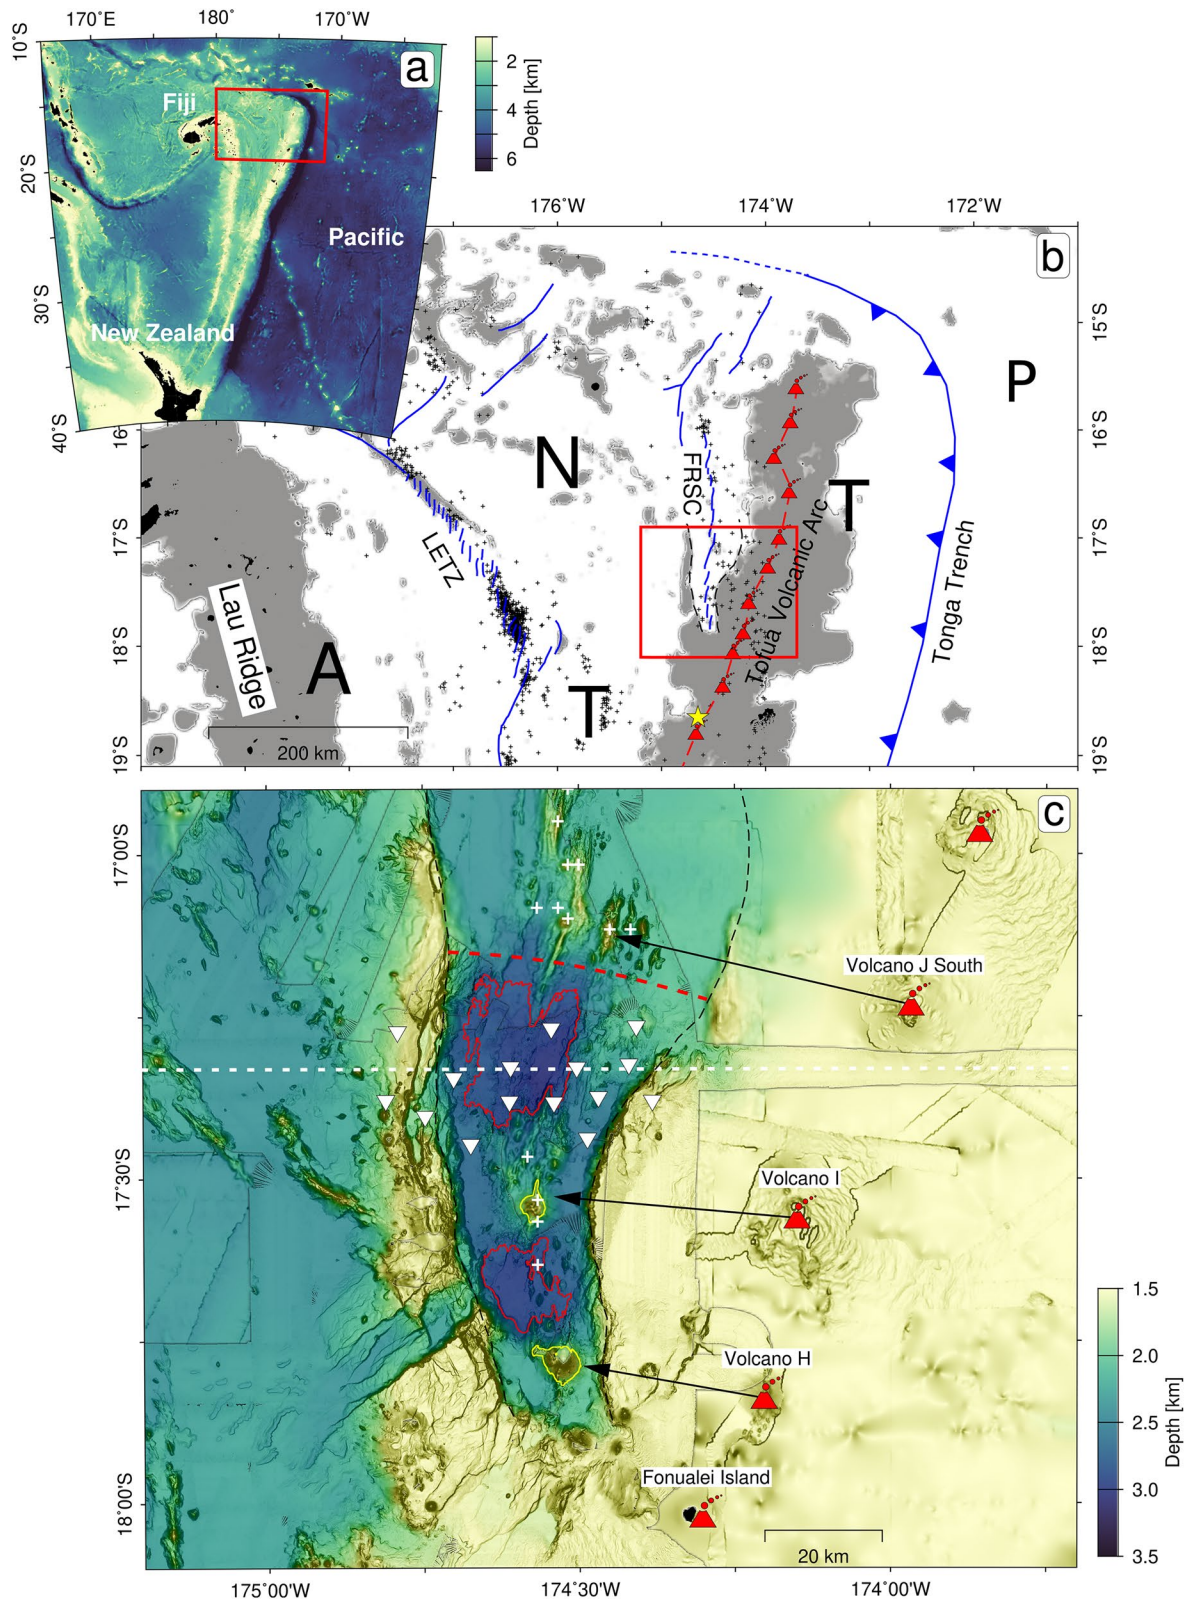 170°E 180° 170°W
10°S
20°S
30°S
40°S
a
Fiji
Pacific
New Zealand
2
4
6
Depth [km]
176°W 174°W 172°W
b
15°S
16°S
17°S
18°S
19°S
16°
17°S
18°S
19°S
P
N
T
A
T
FRSC
LETZ
Lau Ridge
Tofua Volcanic Arc
Tonga Trench
200 km
c
17°00'S
17°30'S
18°00'S
Volcano J South
Volcano I
Volcano H
Fonualei Island
20 km
1.5
2.0
2.5
3.0
3.5
Depth [km]
175°00'W 174°30'W 174°00'W